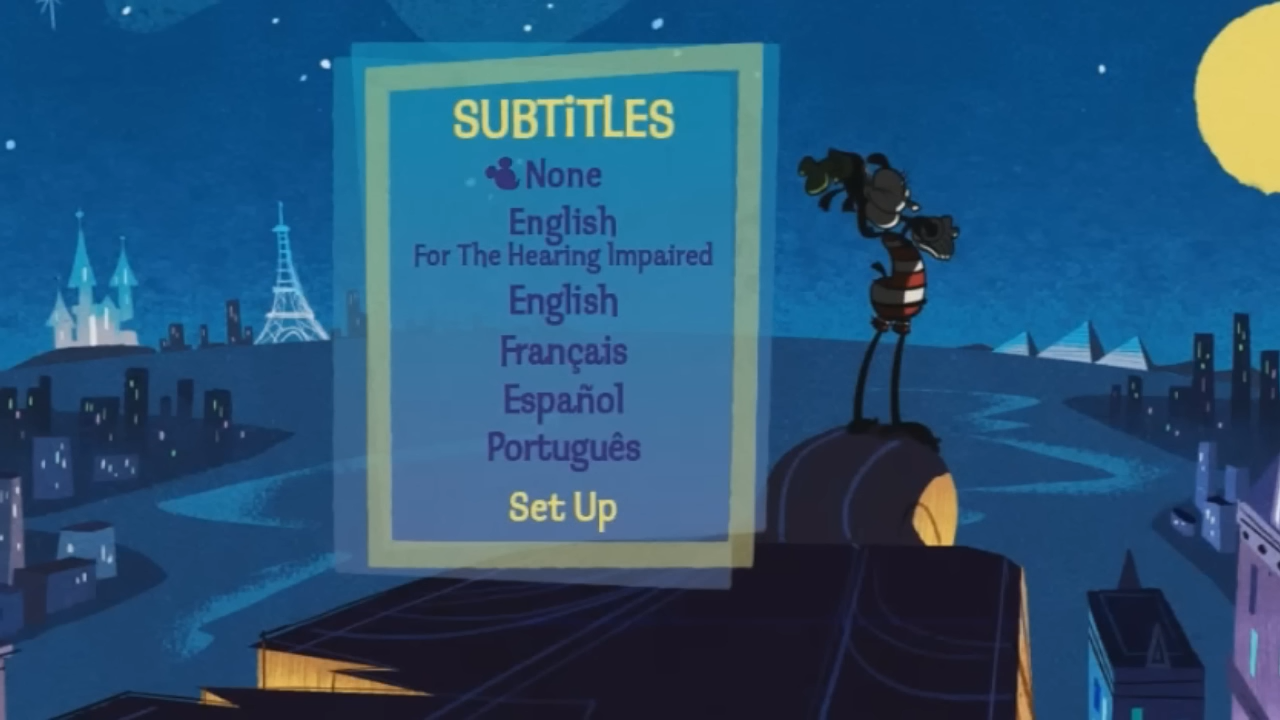 SUBTiTLES
None
English
For The Hearing Impaired
English
Français
Español
Português
Set Up